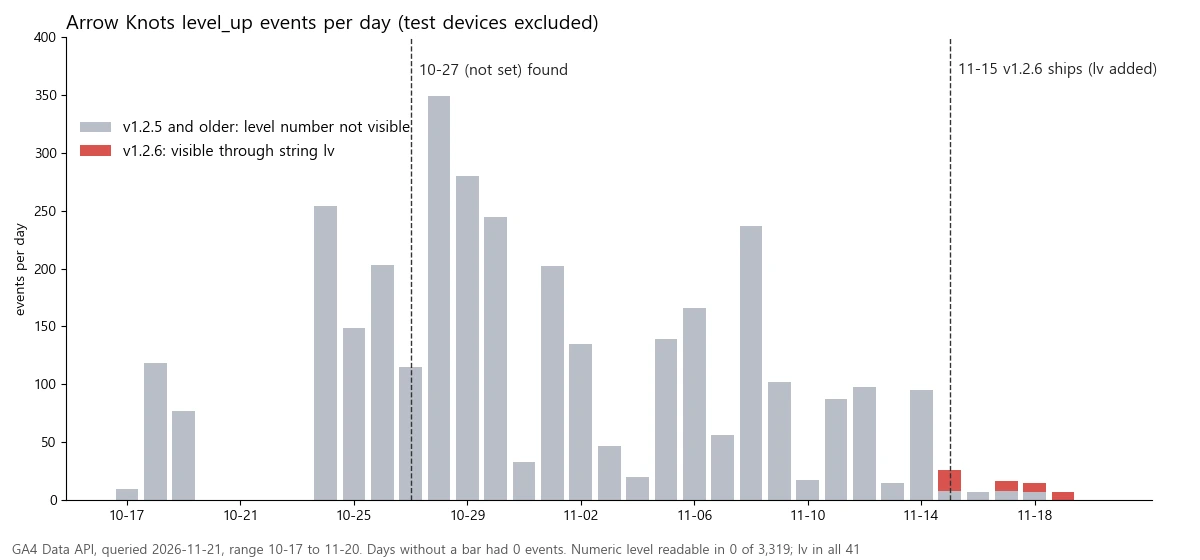 Arrow Knots level_up events per day (test devices excluded)
400
350
300
250
200
150
100
50
0
events per day
10-27 (not set) found
11-15 v1.2.6 ships (lv added)
v1.2.5 and older: level number not visible
v1.2.6: visible through string lv
10-17
10-21
10-25
10-29
11-02
11-06
11-10
11-14
11-18
GA4 Data API, queried 2026-11-21, range 10-17 to 11-20. Days without a bar had 0 events. Numeric level readable in 0 of 3,319; lv in all 41